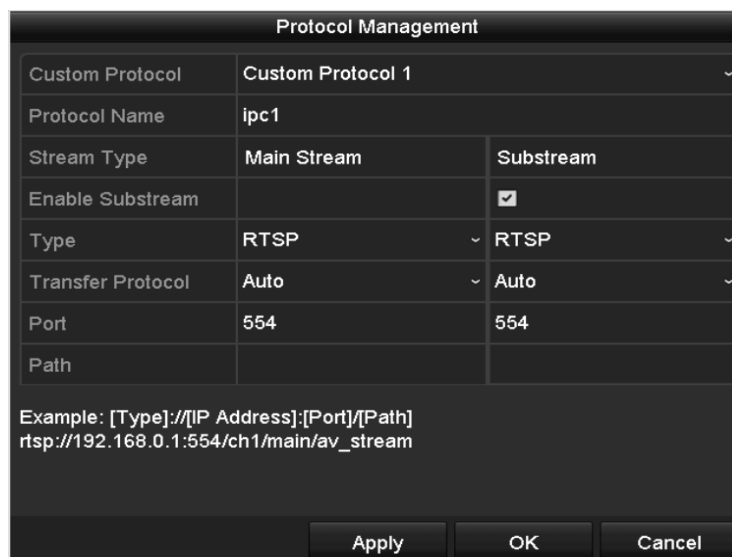 Protocol Management
Custom Protocol Custom Protocol 1
Protocol Name ipc1
Stream Type Main Stream Substream
Enable Substream
Type RTSP RTSP
Transfer Protocol Auto Auto
Port 554 554
Path
Example: [Type]://[IP Address]:[Port]/[Path]
rtsp://192.168.0.1:554/ch1/main/av_stream
Apply OK Cancel